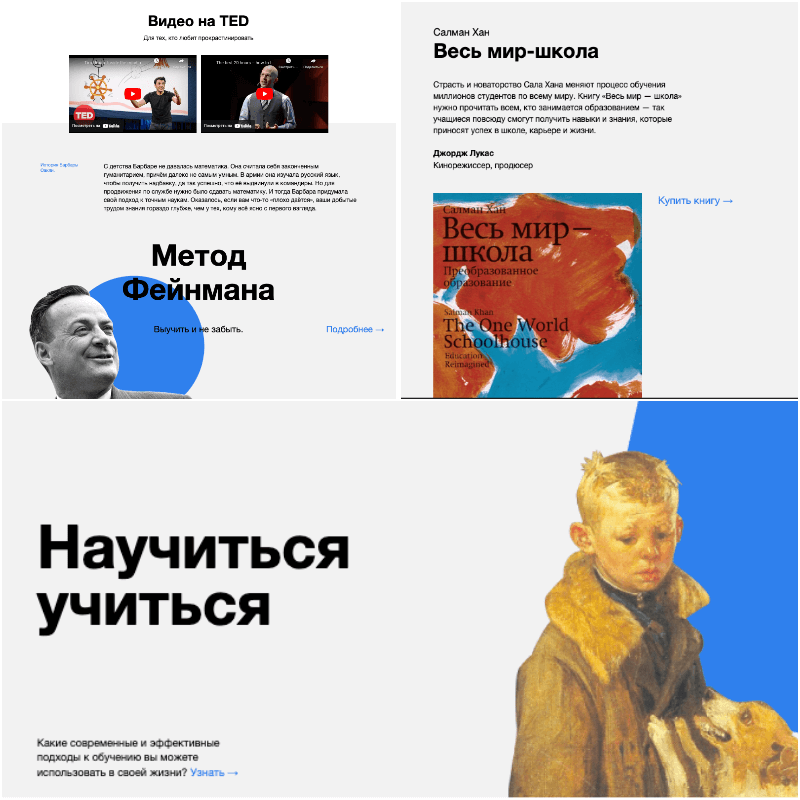 Видео на TED
Для тех, кто любит прокрастинировать
TED
Посмотреть на YouTube
The first 20 hours -- how to l
Посмотреть на YouTube
История Барбары
Оакли.
С детства Барбаре не давалась математика. Она считала себя законченным
гуманитарием, причём далеко не самым умным. В армии она изучала русский язык,
чтобы получить надбавку, да так успешно, что её выдвинули в командиры. Но для
продвижения по службе нужно было сдавать математику. И тогда Барбара придумала
свой подход к точным наукам. Оказалось, если вам что-то «плохо даётся», ваши добытые
трудом знания гораздо глубже, чем у тех, кому всё ясно с первого взгляда.
Метод
Фейнмана
Выучить и не забыть.
Подробнее →
Салман Хан
Весь мир-школа
Страсть и новаторство Сала Хана меняют процесс обучения
миллионов студентов по всему миру. Книгу «Весь мир — школа»
нужно прочитать всем, кто занимается образованием — так
учащиеся повсюду смогут получить навыки и знания, которые
приносят успех в школе, карьере и жизни.
Джордж Лукас
Кинорежиссер, продюсер
Купить книгу →
Салман Хан
Весь мир—
школа
Преобразованное
образование
Salman Khan
The One World
Schoolhouse
Education
Reimagined
Научиться
учиться
Какие современные и эффективные
подходы к обучению вы можете
использовать в своей жизни? Узнать →